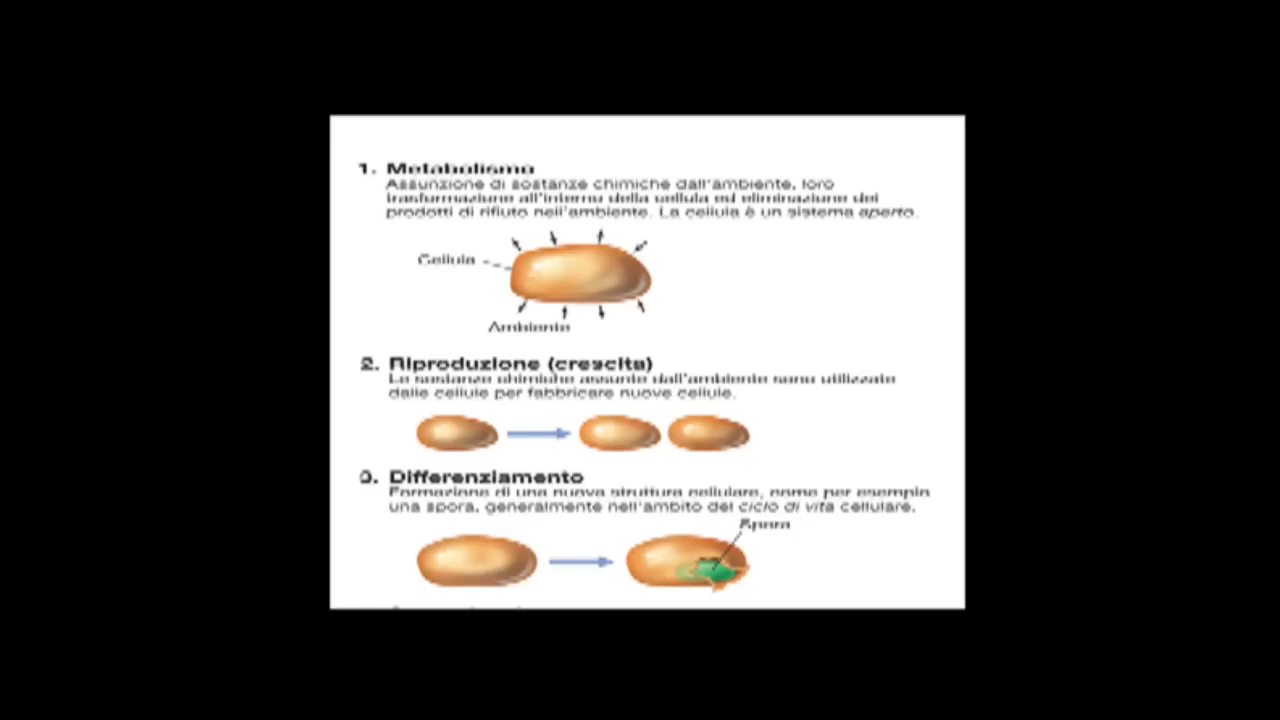 1. Metabolismo
Assunzione di sostanze chimiche dall'ambiente, loro
trasformazione all'interno della cellula ed eliminazione dei
prodotti di rifiuto nell'ambiente. La cellula è un sistema aperto.
Cellula
Ambiente
2. Riproduzione (crescita)
Le sostanze chimiche assunte dall'ambiente sono utilizzate
dalle cellule per fabbricare nuove cellule.
3. Differenziamento
Formazione di una nuova struttura cellulare, come per esempio
una spora, generalmente nell'ambito del ciclo di vita cellulare.
Spora